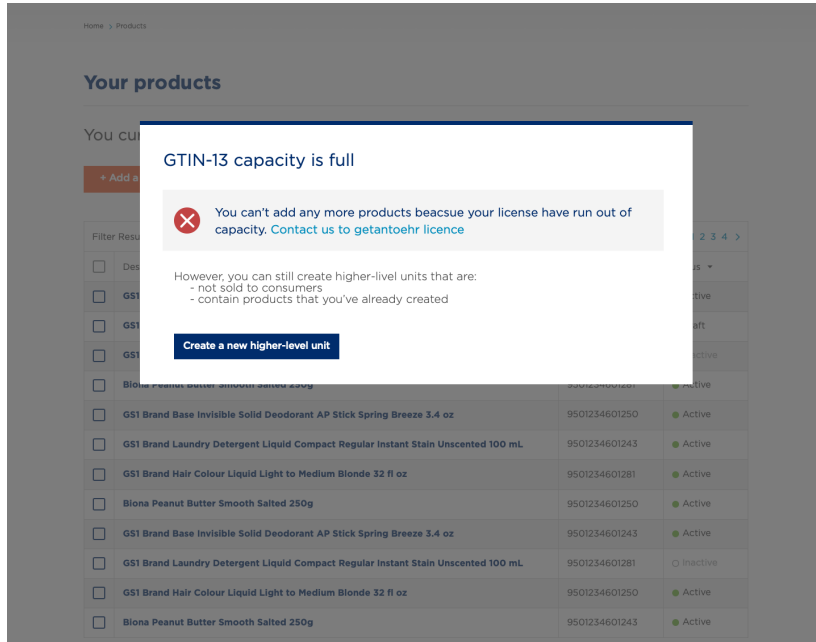 Home > Products
Your products
You cur
+ Add a
GTIN-13 capacity is full
You can't add any more products beacsue your license have run out of
capacity. Contact us to getantoehr licence
However, you can still create higher-livel units that are:
- not sold to consumers
- contain products that you've already created
Create a new higher-level unit
Filter Resu
2 3 4 >
Des
us
GS1
ctive
GS1
aft
GS1
active
Biona Peanut Butter Smooth Salted 250g 9501234601281 Active
GS1 Brand Base Invisible Solid Deodorant AP Stick Spring Breeze 3.4 oz 9501234601250 Active
GS1 Brand Laundry Detergent Liquid Compact Regular Instant Stain Unscented 100 mL 9501234601243 Active
GS1 Brand Hair Colour Liquid Light to Medium Blonde 32 fl oz 9501234601281 Active
Biona Peanut Butter Smooth Salted 250g 9501234601250 Active
GS1 Brand Base Invisible Solid Deodorant AP Stick Spring Breeze 3.4 oz 9501234601243 Active
GS1 Brand Laundry Detergent Liquid Compact Regular Instant Stain Unscented 100 mL 9501234601281 Inactive
GS1 Brand Hair Colour Liquid Light to Medium Blonde 32 fl oz 9501234601250 Active
Biona Peanut Butter Smooth Salted 250g 9501234601243 Active